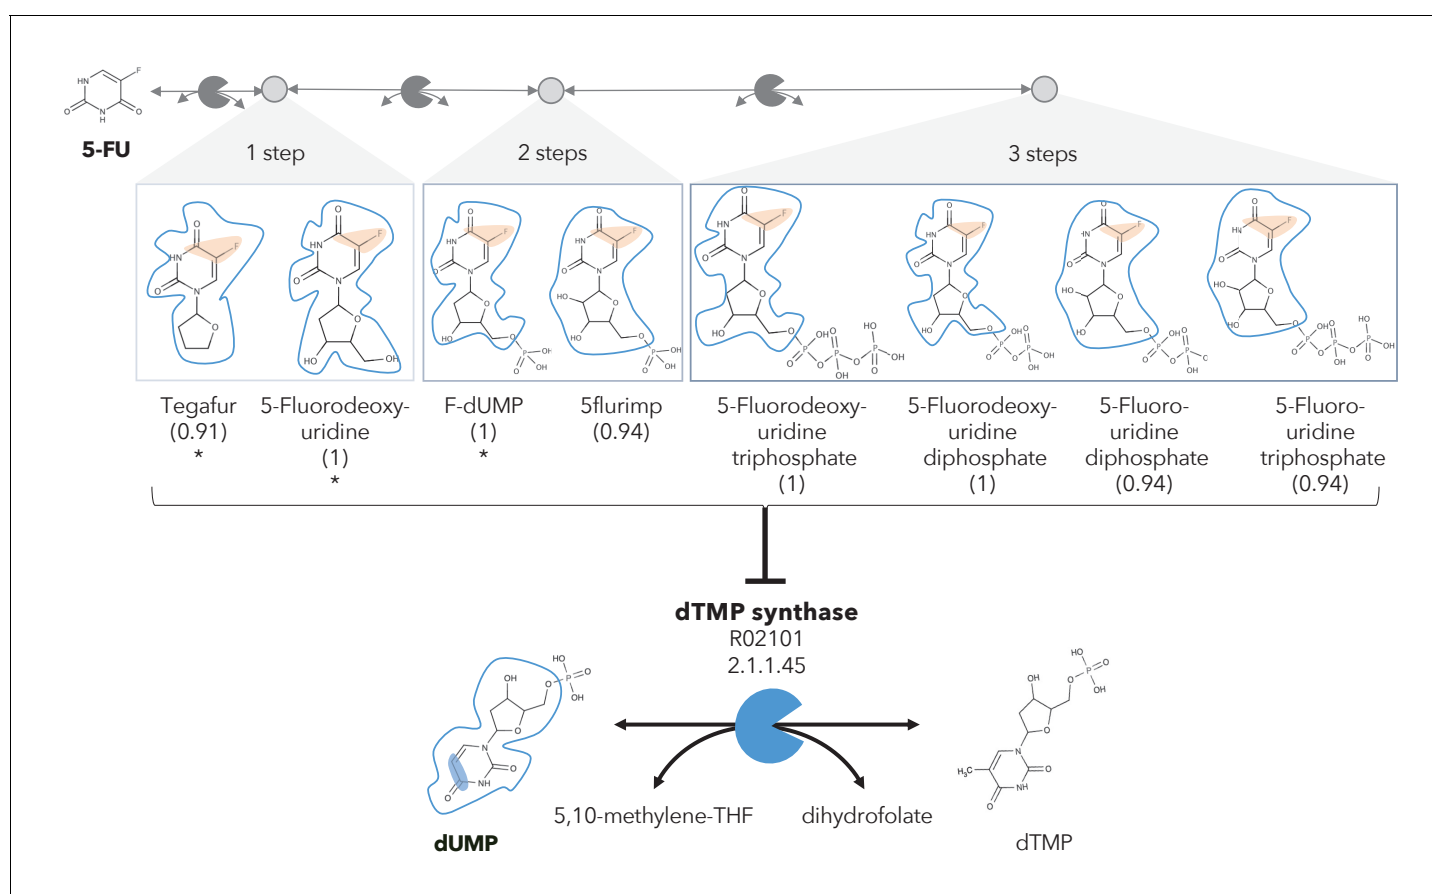 5-FU
1 step
2 steps
3 steps
Tegafur
(0.91)
*
5-Fluorodeoxy-
uridine
(1)
*
F-dUMP
(1)
*
5flurimp
(0.94)
5-Fluorodeoxy-
uridine
triphosphate
(1)
5-Fluorodeoxy-
uridine
diphosphate
(1)
5-Fluoro-
uridine
diphosphate
(0.94)
5-Fluoro-
uridine
triphosphate
(0.94)
dTMP synthase
R02101
2.1.1.45
5,10-methylene-THF
dihydrofolate
dUMP
dTMP